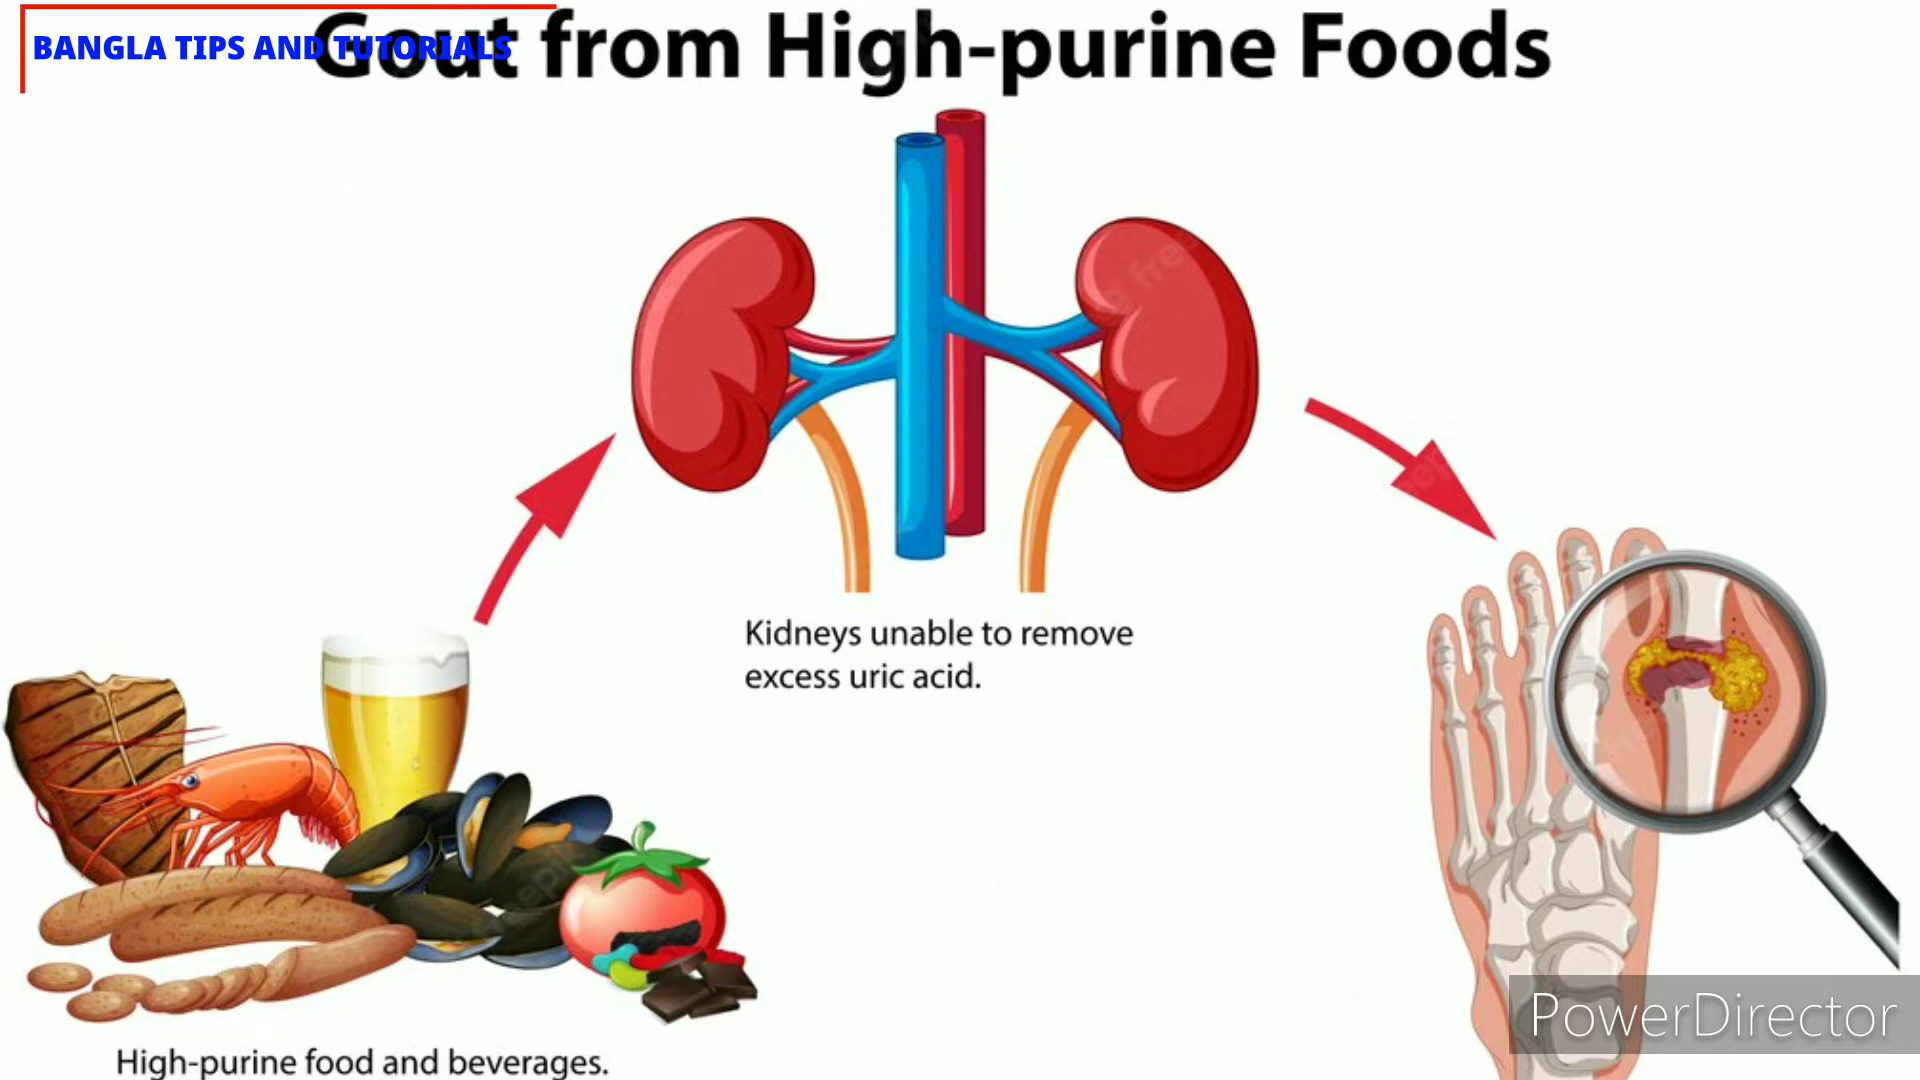 BANGLA TIPS AND TUTORIALS
Gout from High-purine Foods
Kidneys unable to remove
excess uric acid.
High-purine food and beverages.
PowerDirector